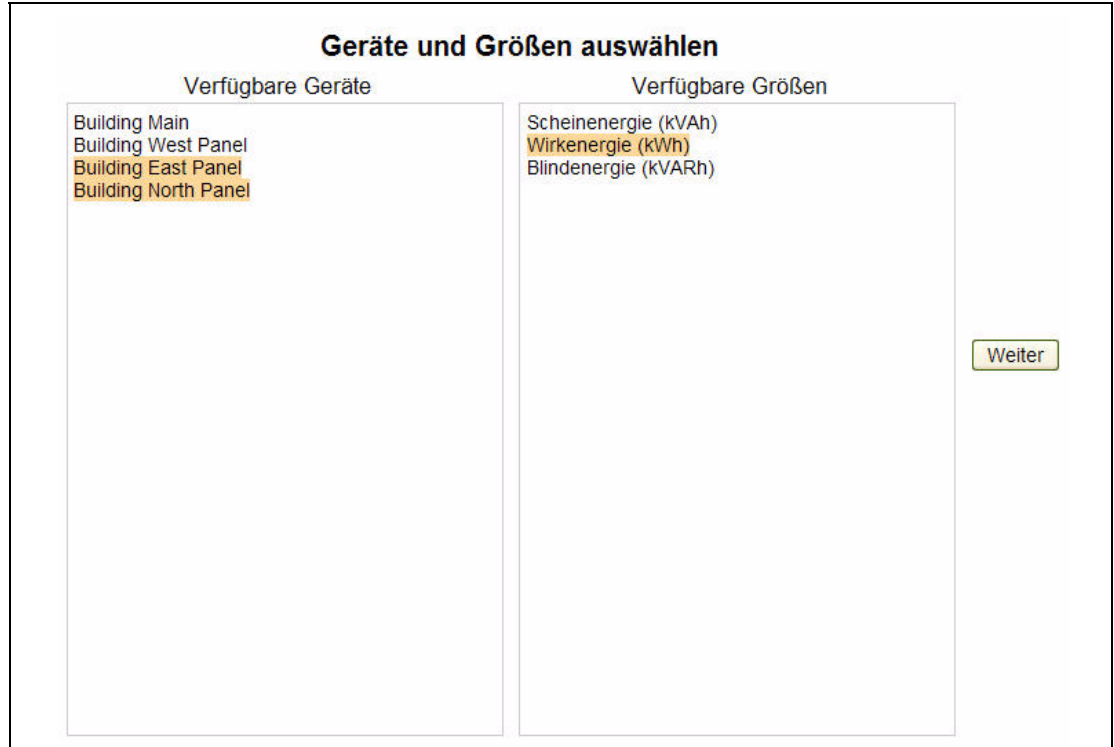 Geräte und Größen auswählen
Verfügbare Geräte
Building Main
Building West Panel
Building East Panel
Building North Panel
Verfügbare Größen
Scheinenergie (kVAh)
Wirkenergie (kWh)
Blindenergie (kVARh)
Weiter